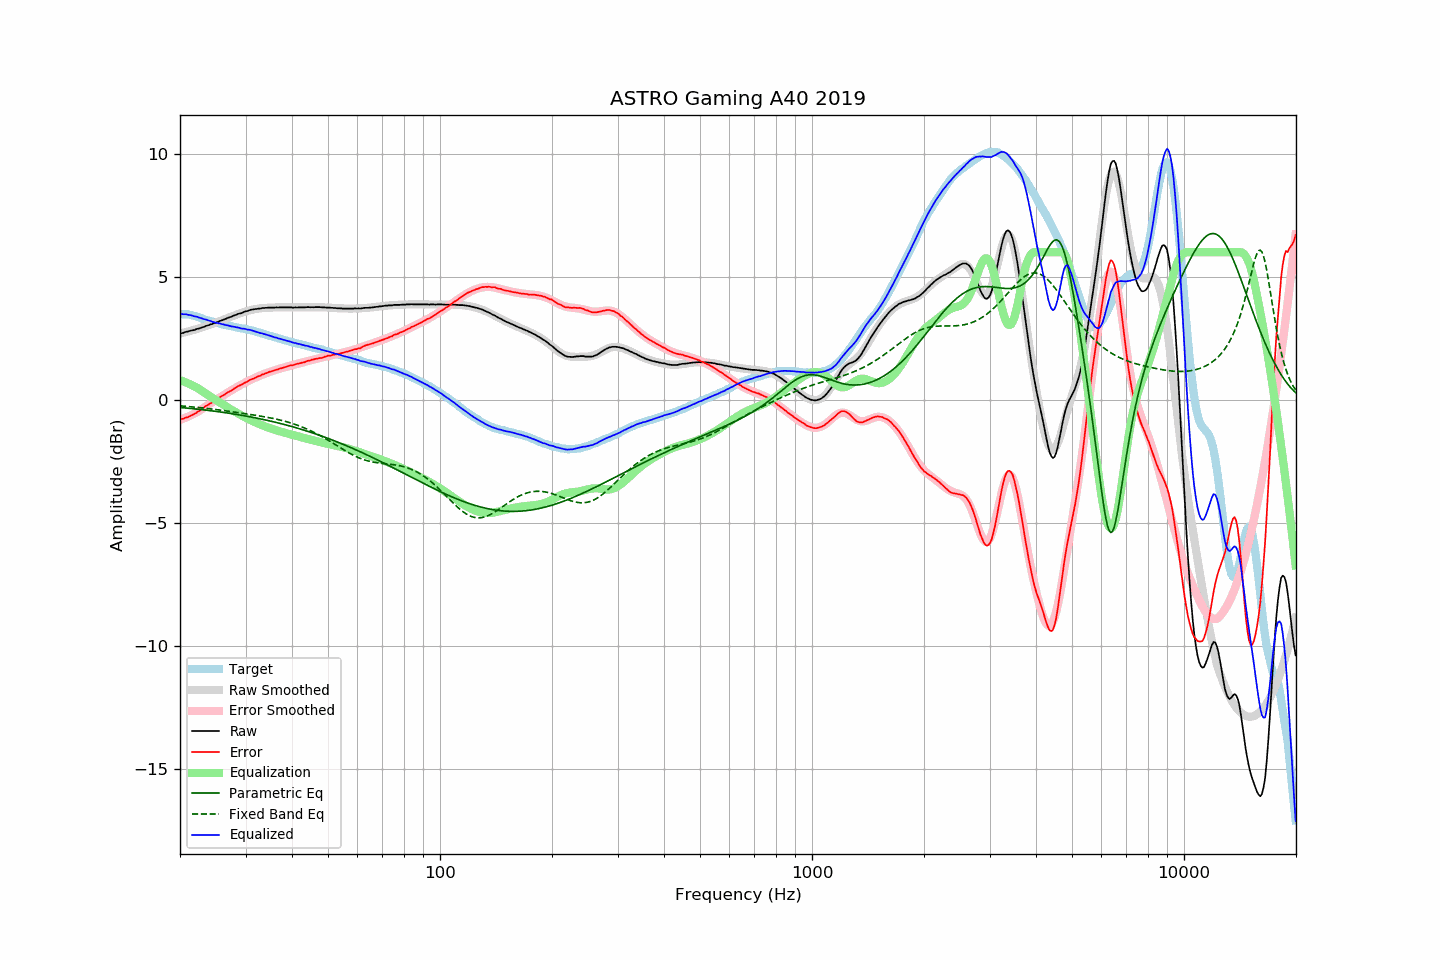 ASTRO Gaming A40 2019
Amplitude (dBr)
10
5
0
−5
−10
−15
Target
Raw Smoothed
Error Smoothed
Raw
Error
Equalization
Parametric Eq
Fixed Band Eq
Equalized
100 1000 10000
Frequency (Hz)